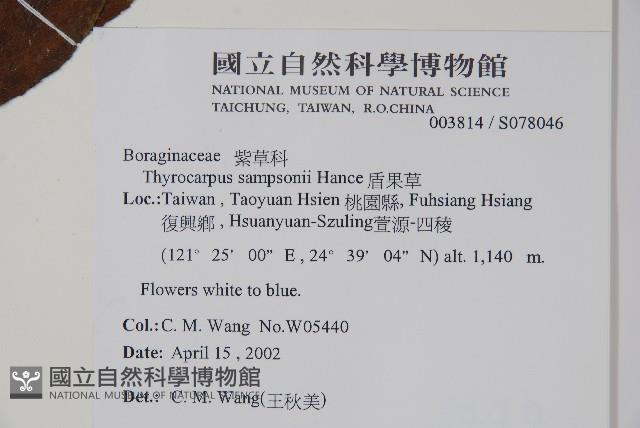 國立自然科學博物館
NATIONAL MUSEUM OF NATURAL SCIENCE
TAICHUNG, TAIWAN, R.O.CHINA
003814 / S078046
Boraginaceae 紫草科
Thyrocarpus sampsonii Hance 盾果草
Loc.:Taiwan , Taoyuan Hsien 桃園縣, Fuhsiang Hsiang
復興鄉 , Hsuanyuan-Szuling萱源-四稜
(121° 25' 00" E , 24° 39' 04" N) alt. 1,140 m.
Flowers white to blue.
Col.: C. M. Wang No.W05440
Date: April 15 , 2002
國立自然科學博物館
NATIONAL MUSEUM OF NATURAL SCIENCE
Det.: C. M. Wang(王秋美)